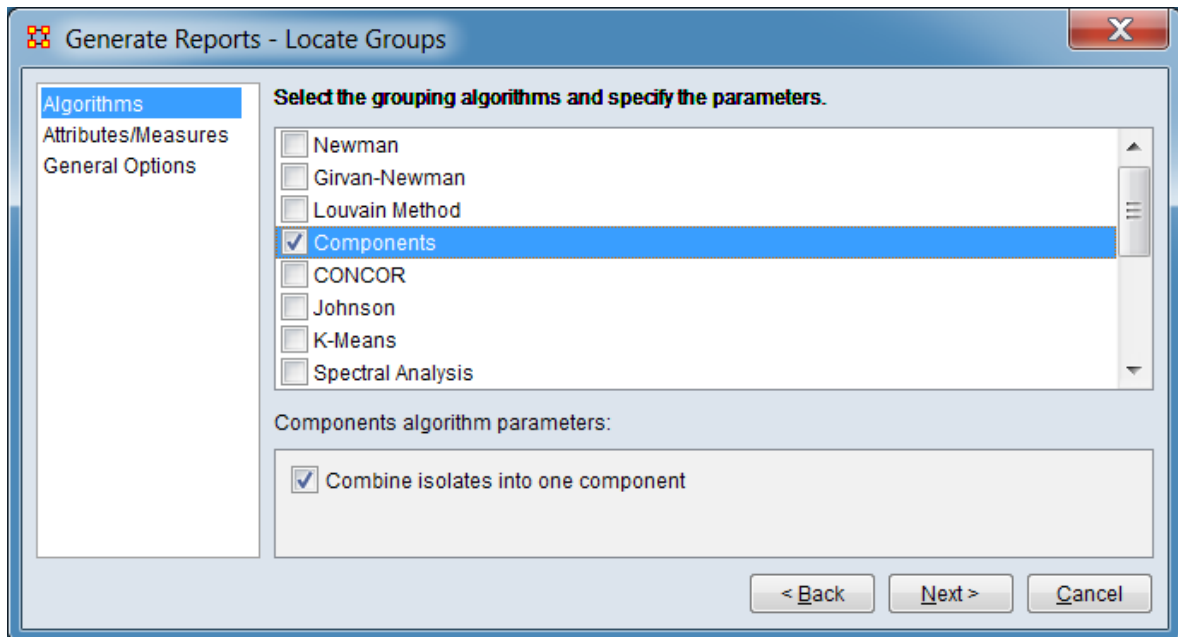 Generate Reports - Locate Groups
Algorithms
Attributes/Measures
General Options
Select the grouping algorithms and specify the parameters.
Newman
Girvan-Newman
Louvain Method
Components
CONCOR
Johnson
K-Means
Spectral Analysis
Components algorithm parameters:
Combine isolates into one component
< Back Next > Cancel